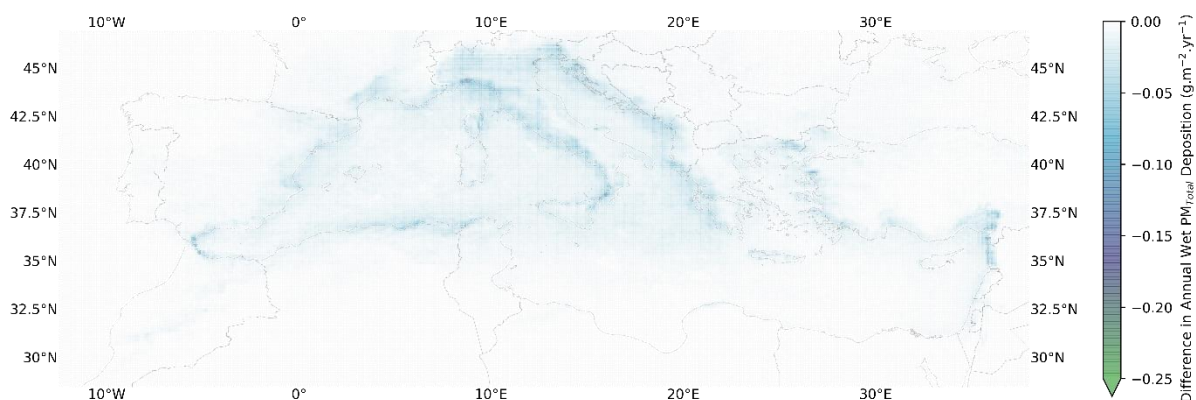 10°W 0° 10°E 20°E 30°E
45°N 45°N
42.5°N 42.5°N
40°N 40°N
37.5°N 37.5°N
35°N 35°N
32.5°N 32.5°N
30°N 30°N
10°W 0° 10°E 20°E 30°E
0.00
−0.05
−0.10
−0.15
−0.20
−0.25
Difference in Annual Wet PM_Total Deposition (g.m⁻².yr⁻¹)